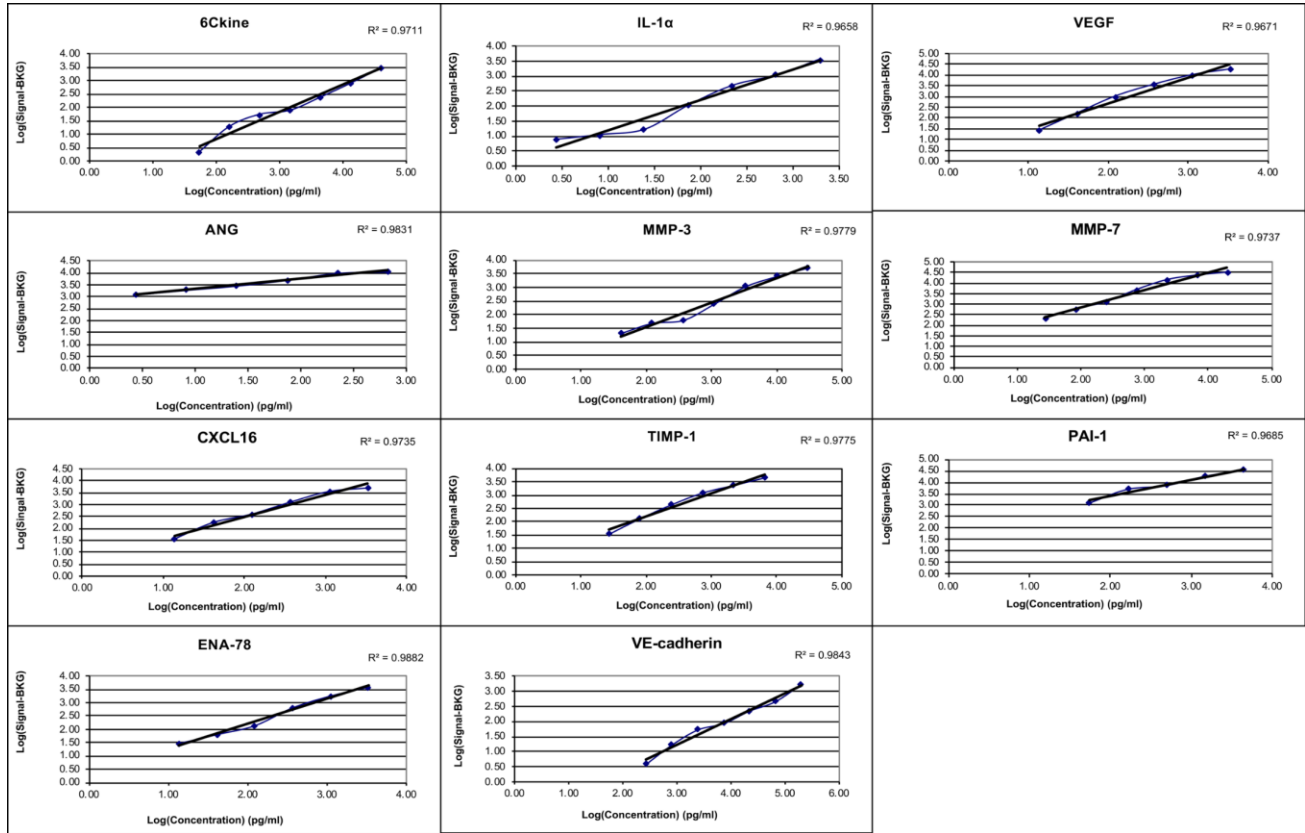 6Ckine
R² = 0.9711
Log(Signal-BKG)
4.00
3.50
3.00
2.50
2.00
1.50
1.00
0.50
0.00
0.00 1.00 2.00 3.00 4.00 5.00
Log(Concentration) (pg/ml)
IL-1α
R² = 0.9658
Log(Signal-BKG)
4.00
3.50
3.00
2.50
2.00
1.50
1.00
0.50
0.00
0.00 0.50 1.00 1.50 2.00 2.50 3.00 3.50
Log(Concentration) (pg/ml)
VEGF
R² = 0.9671
Log(Signal-BKG)
5.00
4.50
4.00
3.50
3.00
2.50
2.00
1.50
1.00
0.50
0.00
0.00 1.00 2.00 3.00 4.00
Log(Concentration) (pg/ml)
ANG
R² = 0.9831
Log(Signal-BKG)
4.50
4.00
3.50
3.00
2.50
2.00
1.50
1.00
0.50
0.00
0.00 0.50 1.00 1.50 2.00 2.50 3.00
Log(Concentration) (pg/ml)
MMP-3
R² = 0.9779
Log(Signal-BKG)
4.00
3.50
3.00
2.50
2.00
1.50
1.00
0.50
0.00
0.00 1.00 2.00 3.00 4.00 5.00
Log(Concentration) (pg/ml)
MMP-7
R² = 0.9737
Log(Signal-BKG)
5.00
4.50
4.00
3.50
3.00
2.50
2.00
1.50
1.00
0.50
0.00
0.00 1.00 2.00 3.00 4.00 5.00
Log(Concentration) (pg/ml)
CXCL16
R² = 0.9735
Log(Singal-BKG)
4.50
4.00
3.50
3.00
2.50
2.00
1.50
1.00
0.50
0.00
0.00 1.00 2.00 3.00 4.00
Log(Concentration) (pg/ml)
TIMP-1
R² = 0.9775
Log(Signal-BKG)
4.00
3.50
3.00
2.50
2.00
1.50
1.00
0.50
0.00
0.00 1.00 2.00 3.00 4.00 5.00
Log(Concentration) (pg/ml)
PAI-1
R² = 0.9685
Log(Signal-BKG)
5.00
4.50
4.00
3.50
3.00
2.50
2.00
1.50
1.00
0.50
0.00
0.00 1.00 2.00 3.00 4.00
Log(Concentration) (pg/ml)
ENA-78
R² = 0.9882
Log(Signal-BKG)
4.00
3.50
3.00
2.50
2.00
1.50
1.00
0.50
0.00
0.00 1.00 2.00 3.00 4.00
Log(Concentration) (pg/ml)
VE-cadherin
R² = 0.9843
Log(Signal-BKG)
3.50
3.00
2.50
2.00
1.50
1.00
0.50
0.00
0.00 1.00 2.00 3.00 4.00 5.00 6.00
Log(Concentration) (pg/ml)